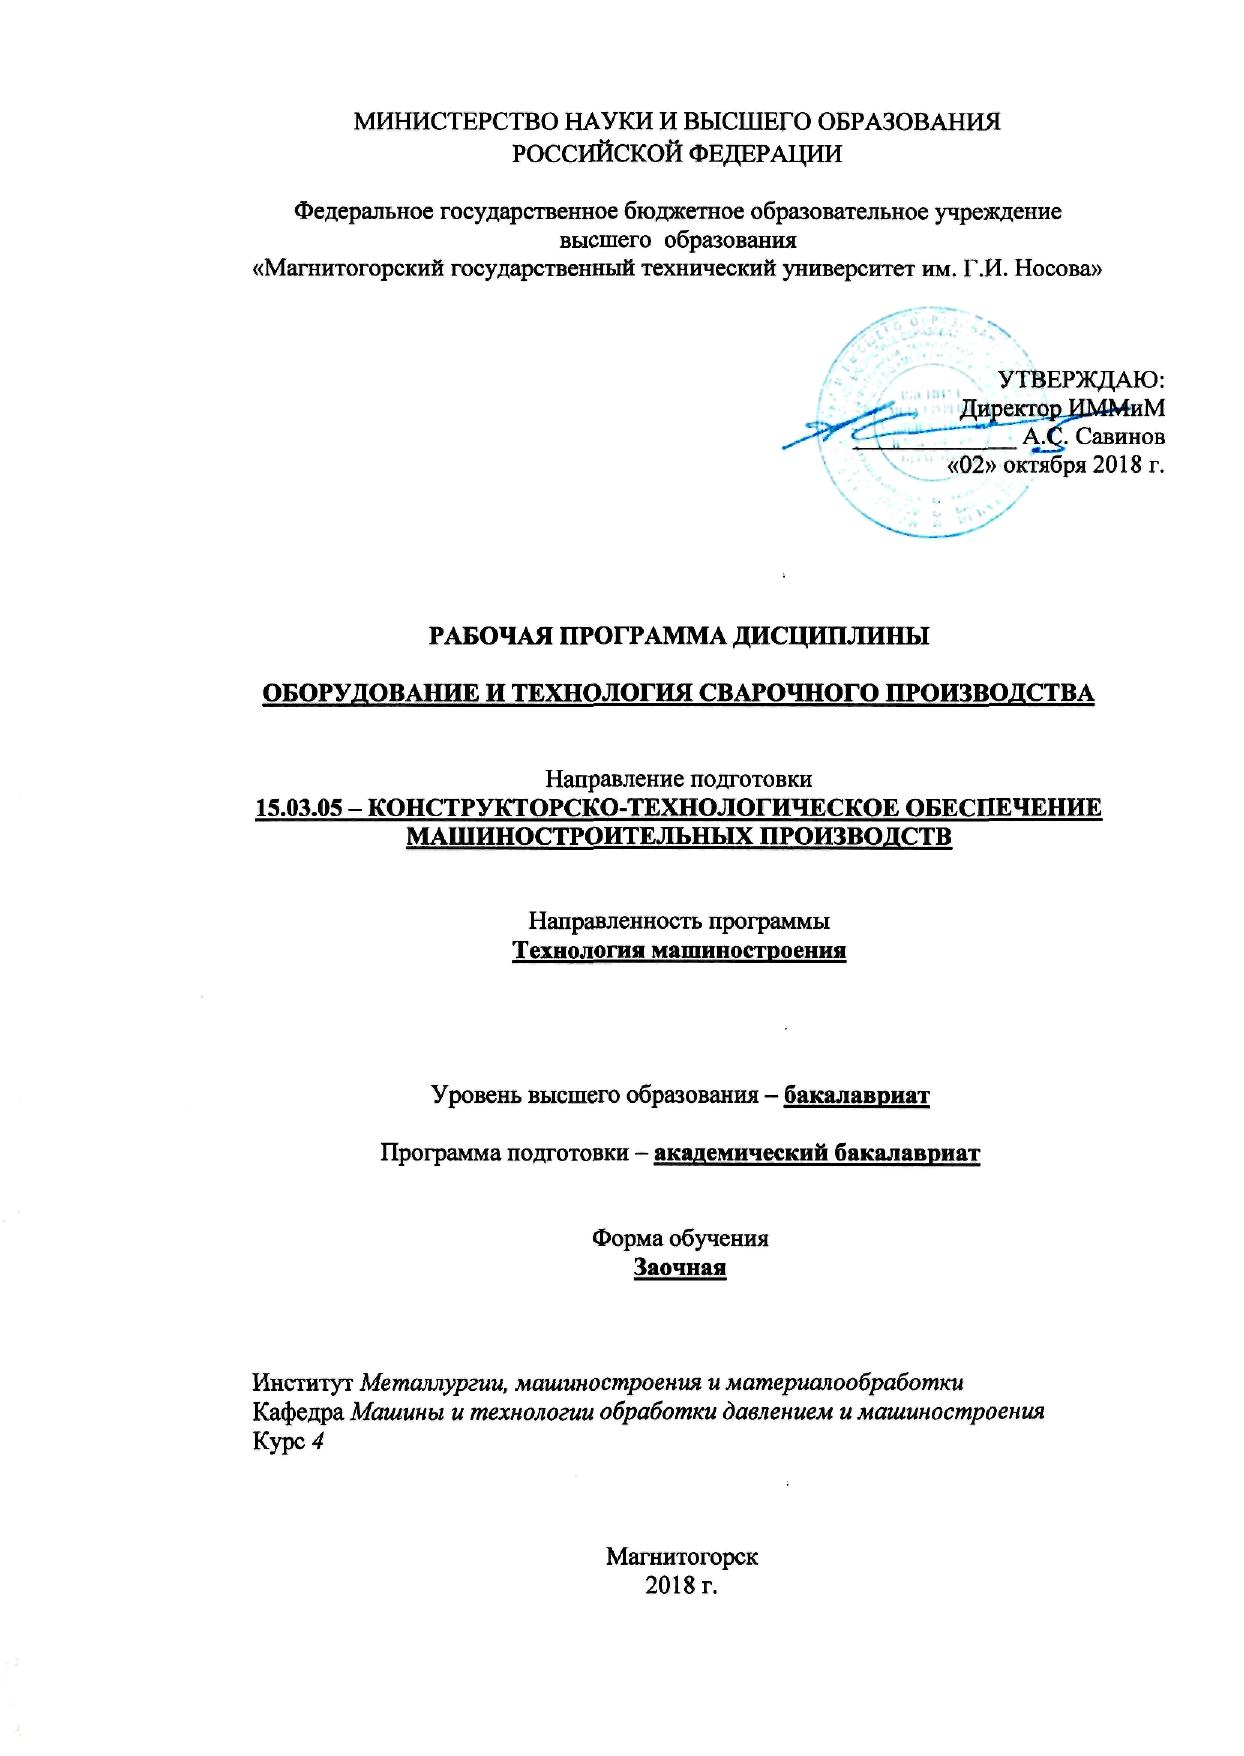 МИНИСТЕРСТВО НАУКИ И ВЫСШЕГО ОБРАЗОВАНИЯ
РОССИЙСКОЙ ФЕДЕРАЦИИ
Федеральное государственное бюджетное образовательное учреждение
высшего образования
«Магнитогорский государственный технический университет им. Г.И. Носова»
УТВЕРЖДАЮ:
Директор ИММиМ
____________ А.С. Савинов
«02» октября 2018 г.
РАБОЧАЯ ПРОГРАММА ДИСЦИПЛИНЫ
ОБОРУДОВАНИЕ И ТЕХНОЛОГИЯ СВАРОЧНОГО ПРОИЗВОДСТВА
Направление подготовки
15.03.05 – КОНСТРУКТОРСКО-ТЕХНОЛОГИЧЕСКОЕ ОБЕСПЕЧЕНИЕ
МАШИНОСТРОИТЕЛЬНЫХ ПРОИЗВОДСТВ
Направленность программы
Технология машиностроения
Уровень высшего образования – бакалавриат
Программа подготовки – академический бакалавриат
Форма обучения
Заочная
Институт Металлургии, машиностроения и материалообработки
Кафедра Машины и технологии обработки давлением и машиностроения
Курс 4
Магнитогорск
2018 г.